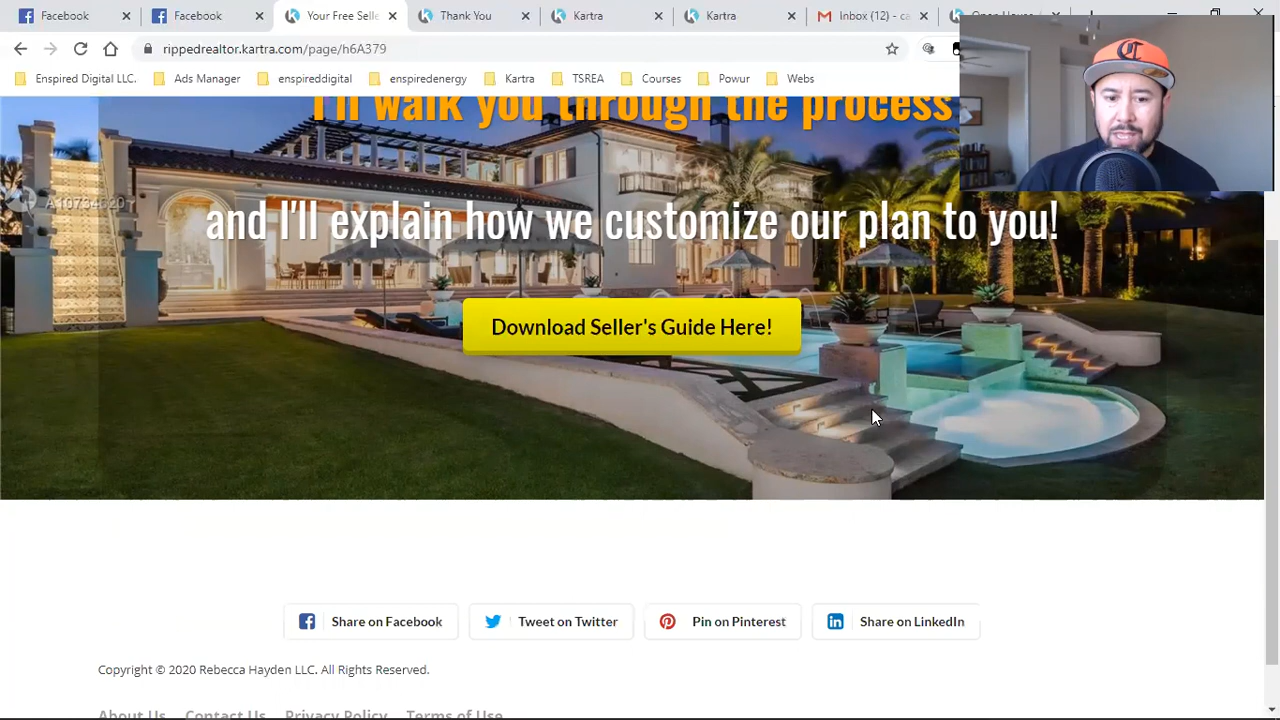 Facebook
Facebook
Your Free Selle
Thank You
Kartra
Kartra
Inbox (12) - ca
rippedrealtor.kartra.com/page/h6A379
Enspired Digital LLC.
Ads Manager
enspireddigital
enspiredenergy
Kartra
TSREA
Courses
Powur
Webs
I'll walk you through the process
and I'll explain how we customize our plan to you!
Download Seller's Guide Here!
Share on Facebook
Tweet on Twitter
Pin on Pinterest
Share on LinkedIn
Copyright © 2020 Rebecca Hayden LLC. All Rights Reserved.
About Us
Contact Us
Privacy Policy
Terms of Use